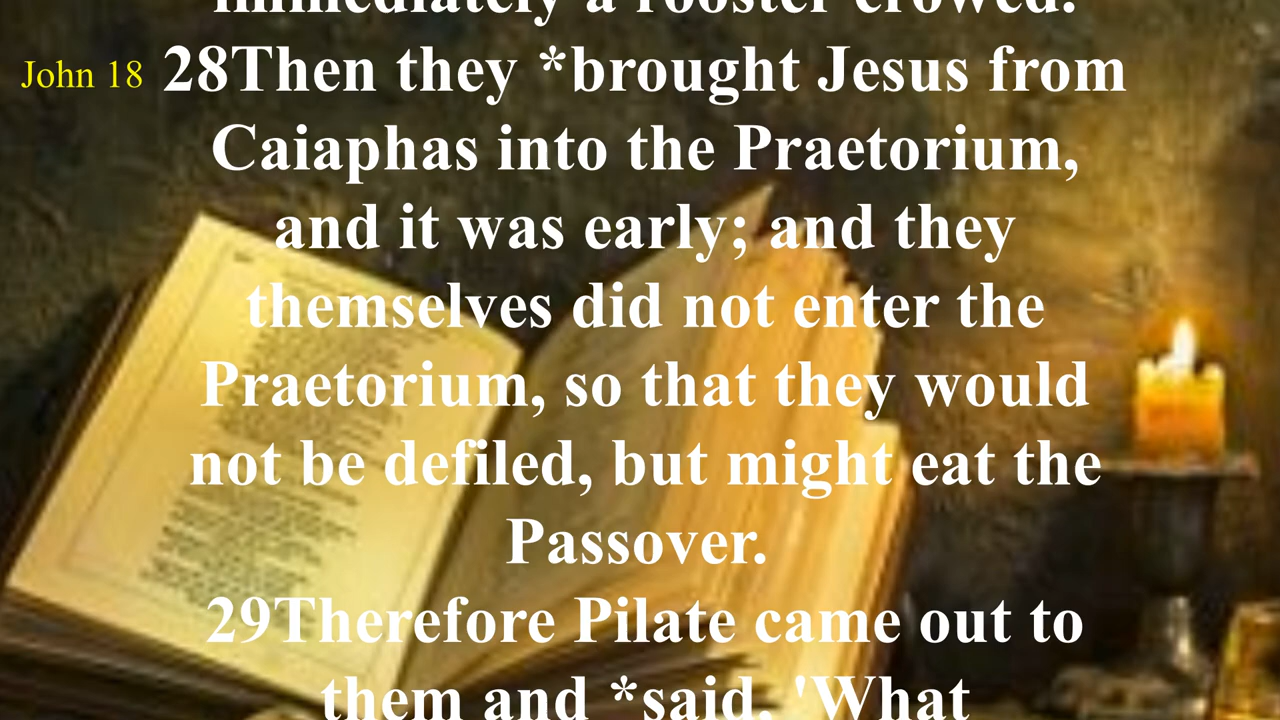 immediately a rooster crowed.
John 18 28Then they *brought Jesus from
Caiaphas into the Praetorium,
and it was early; and they
themselves did not enter the
Praetorium, so that they would
not be defiled, but might eat the
Passover.
29Therefore Pilate came out to
them and *said, 'What